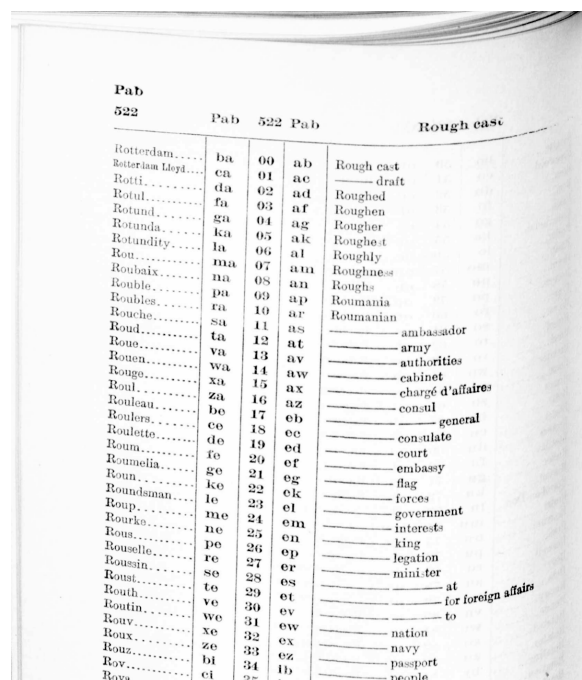 Pab
522 Pab 522 Pab Rough cast
Rotterdam..... ba 00 ab Rough cast
Rotterdam Lloyd.... ca 01 ac —— draft
Rotti......... da 02 ad Roughed
Rotul......... fa 03 af Roughen
Rotund........ ga 04 ag Rougher
Rotunda....... ka 05 ak Roughest
Rotundity..... la 06 al Roughly
Rou........... ma 07 am Roughness
Roubaix....... na 08 an Roughs
Rouble........ pa 09 ap Roumania
Roubles....... ra 10 ar Roumanian
Rouche........ sa 11 as —— ambassador
Roud.......... ta 12 at —— army
Roue.......... va 13 av —— authorities
Rouen......... wa 14 aw —— cabinet
Rouge......... xa 15 ax —— chargé d'affaires
Roul.......... za 16 az —— consul
Rouleau....... be 17 eb —— —— general
Roulers....... ce 18 ec —— consulate
Roulette...... de 19 ed —— court
Roum.......... fe 20 ef —— embassy
Roumelia...... ge 21 eg —— flag
Roun.......... ke 22 ek —— forces
Roundsman..... le 23 el —— government
Roup.......... me 24 em —— interests
Rourke........ ne 25 en —— king
Rous.......... pe 26 ep —— legation
Rouselle...... re 27 er —— minister
Roussin....... se 28 es —— —— at
Roust......... te 29 et —— —— for foreign affairs
Routh......... ve 30 ev —— —— to
Routin........ we 31 ew —— nation
Rouv.......... xe 32 ex —— navy
Roux.......... ze 33 ez —— passport
Rouz.......... bi 34 ib —— people
Rov........... ci 35
Rova